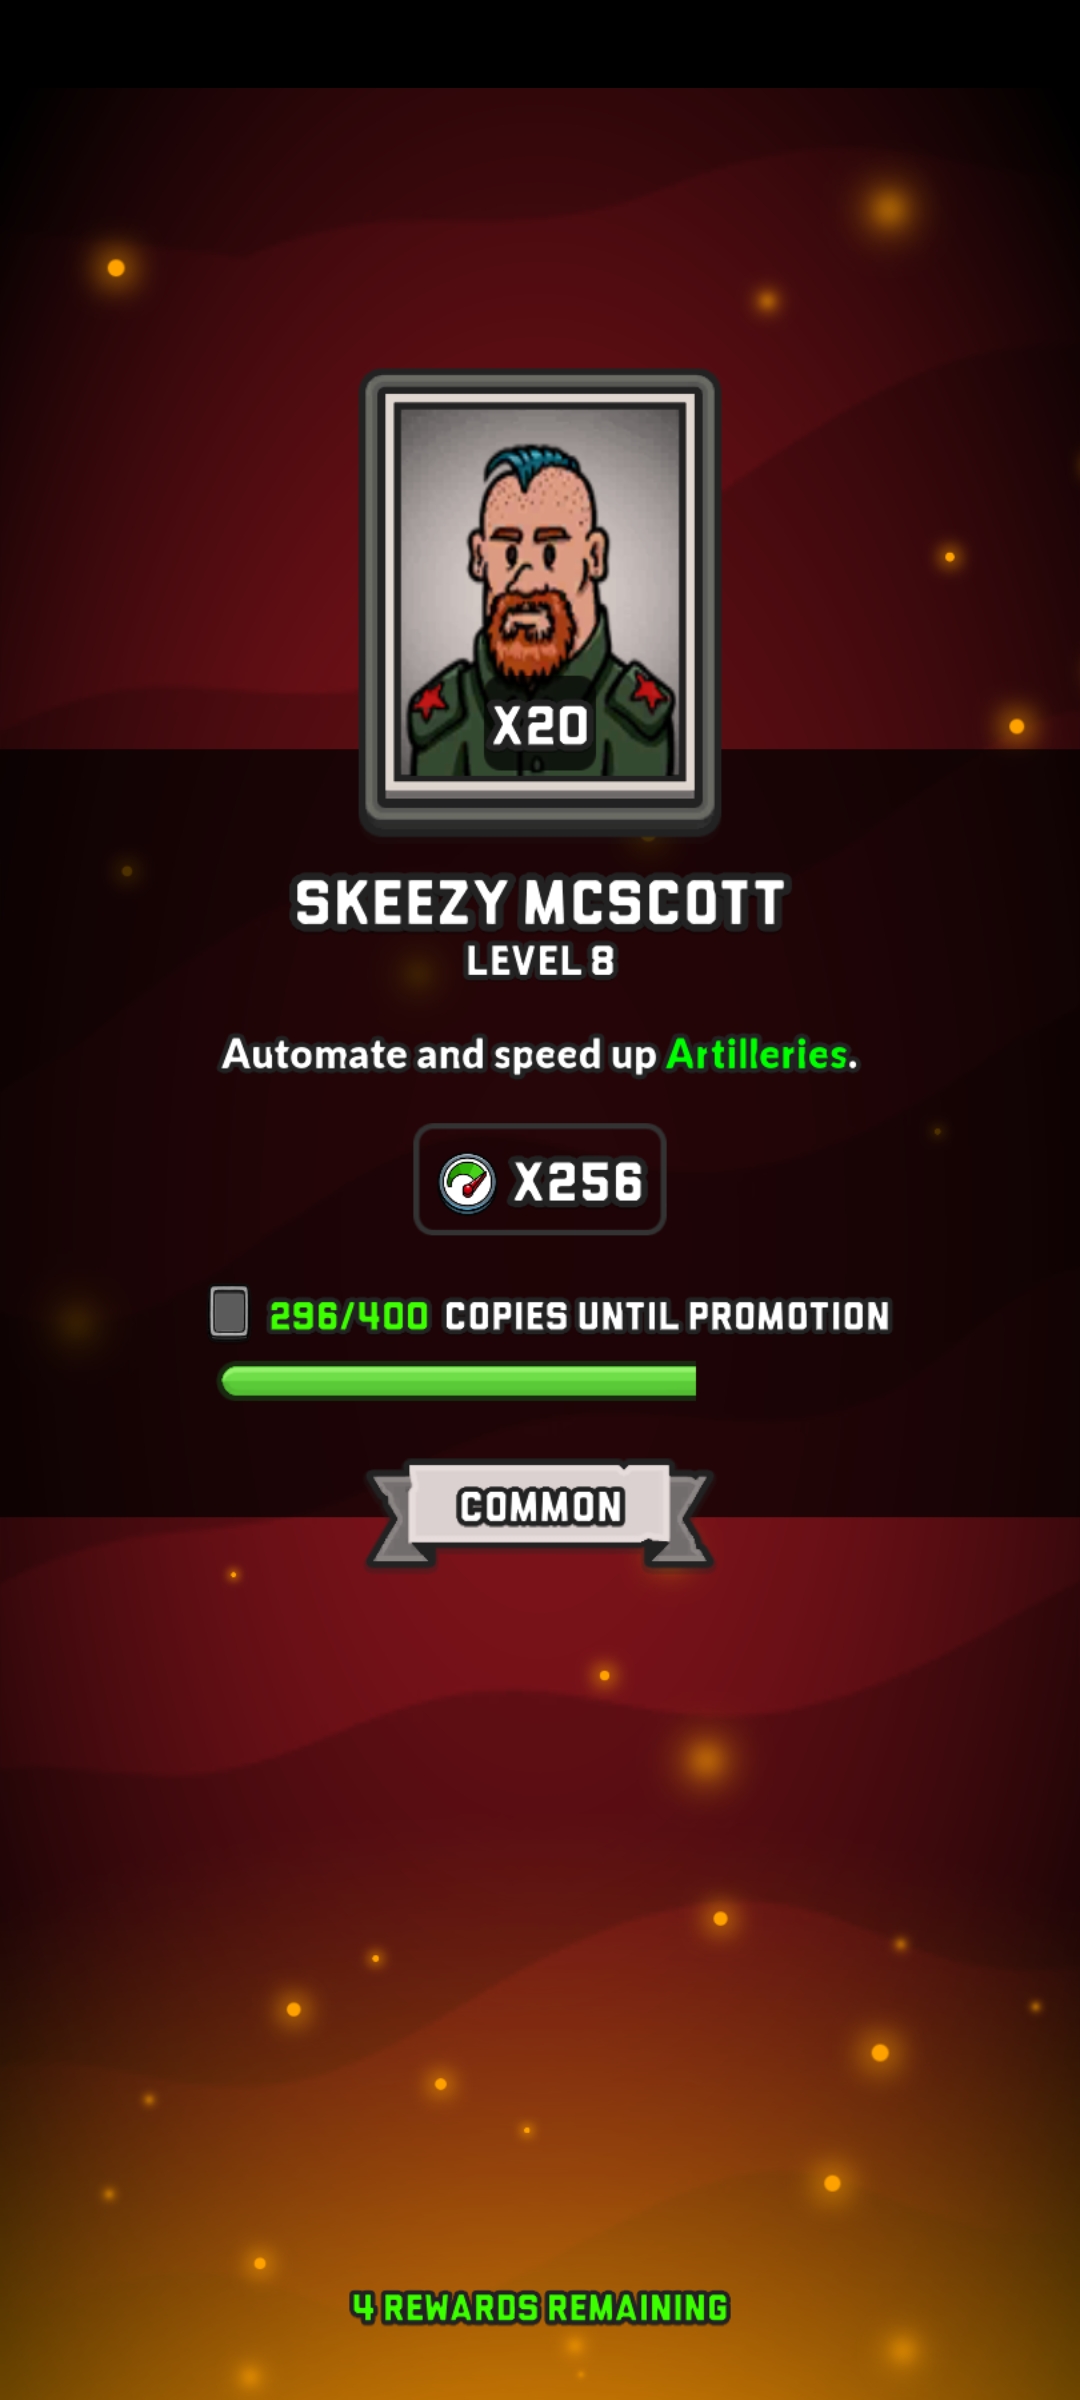 X20
SKEEZY MCSCOTT
LEVEL 8
Automate and speed up Artilleries.
X256
296/400 COPIES UNTIL PROMOTION
COMMON
4 REWARDS REMAINING